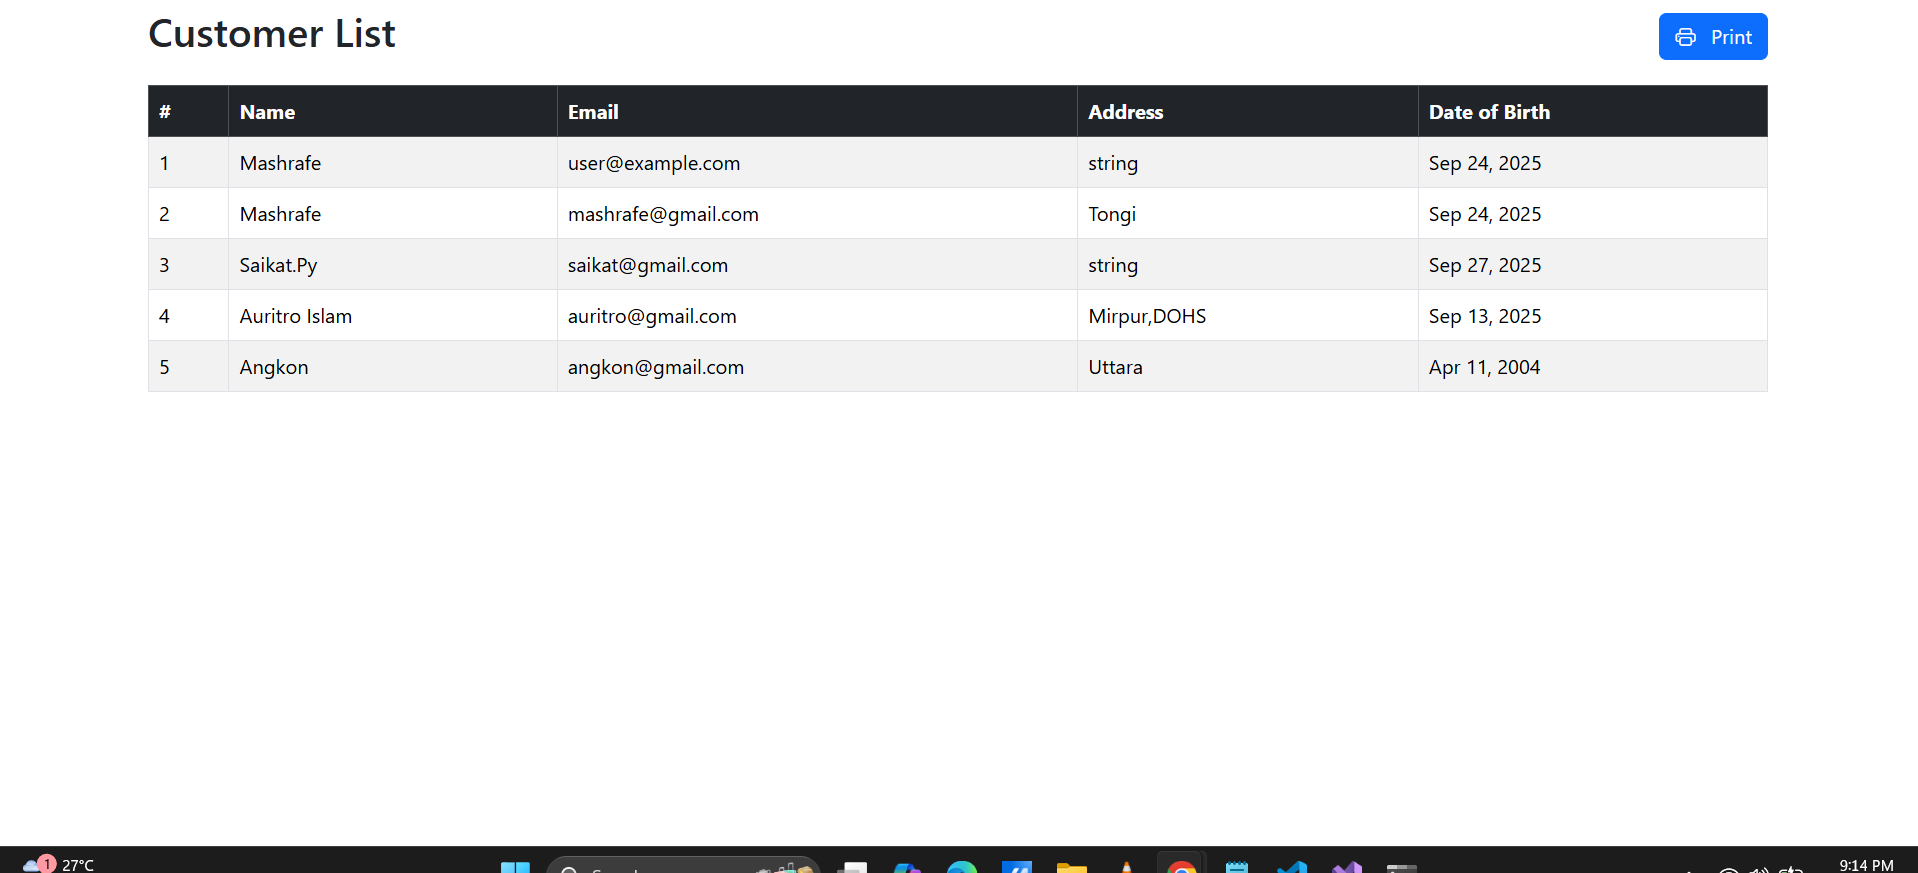 Customer List
Print
# Name Email Address Date of Birth
1 Mashrafe user@example.com string Sep 24, 2025
2 Mashrafe mashrafe@gmail.com Tongi Sep 24, 2025
3 Saikat.Py saikat@gmail.com string Sep 27, 2025
4 Auritro Islam auritro@gmail.com Mirpur,DOHS Sep 13, 2025
5 Angkon angkon@gmail.com Uttara Apr 11, 2004
1 27°C 9:14 PM